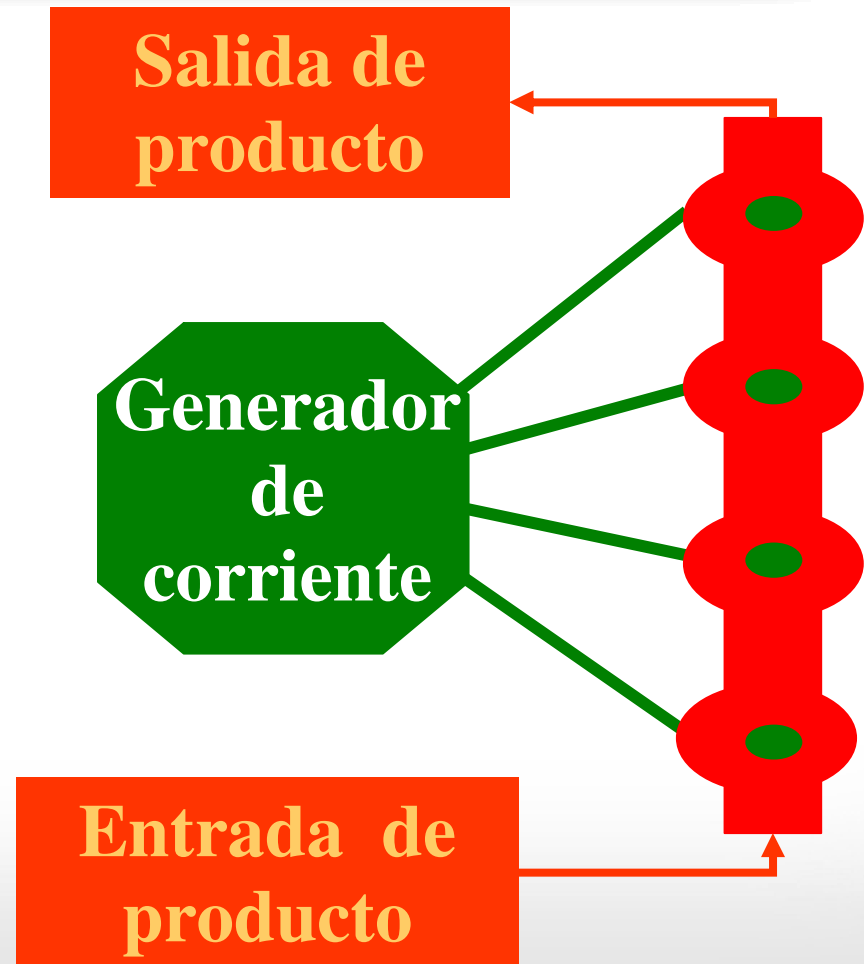 Salida de
producto
Generador
de
corriente
Entrada de
producto